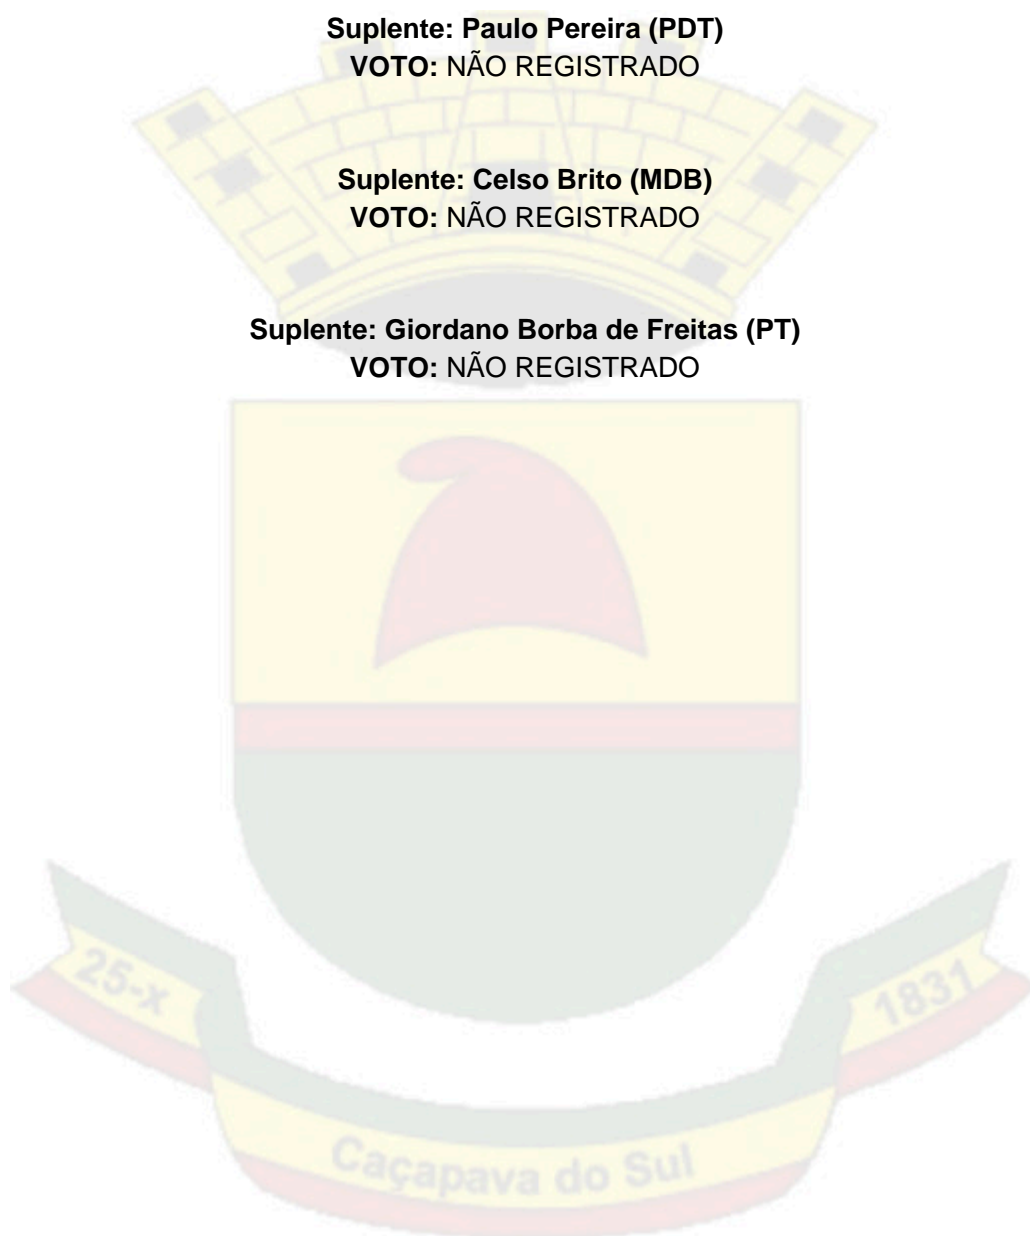 Suplente: Paulo Pereira (PDT)
VOTO: NÃO REGISTRADO
Suplente: Celso Brito (MDB)
VOTO: NÃO REGISTRADO
Suplente: Giordano Borba de Freitas (PT)
VOTO: NÃO REGISTRADO
25-x
1831
Caçapava do Sul